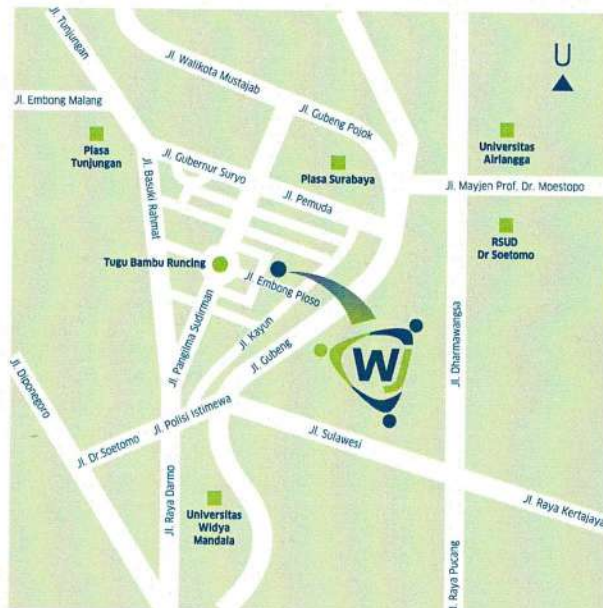 Jl. Tunjungan
Jl. Walikota Mustajab
U
Jl. Embong Malang
Jl. Gubeng Pojok
Plasa
Tunjungan
Universitas
Airlangga
Jl. Gubernur Suryo
Plasa Surabaya
Jl. Basuki Rahmat
Jl. Pemuda
Jl. Mayjen Prof. Dr. Moestopo
RSUD
Dr Soetomo
Tugu Bambu Runcing
Jl. Embong Ploso
Jl. Pangilma Sudirman
Jl. Kayun
Jl. Gubeng
WJ
Jl. Dharmawangsa
Jl. Diponegoro
Jl. Dr.Soetomo
Jl. Polisi Istimewa
Jl. Sulawesi
Jl. Raya Darmo
Universitas
Widya
Mandala
Jl. Raya Kertajaya
Jl. Raya Pucang